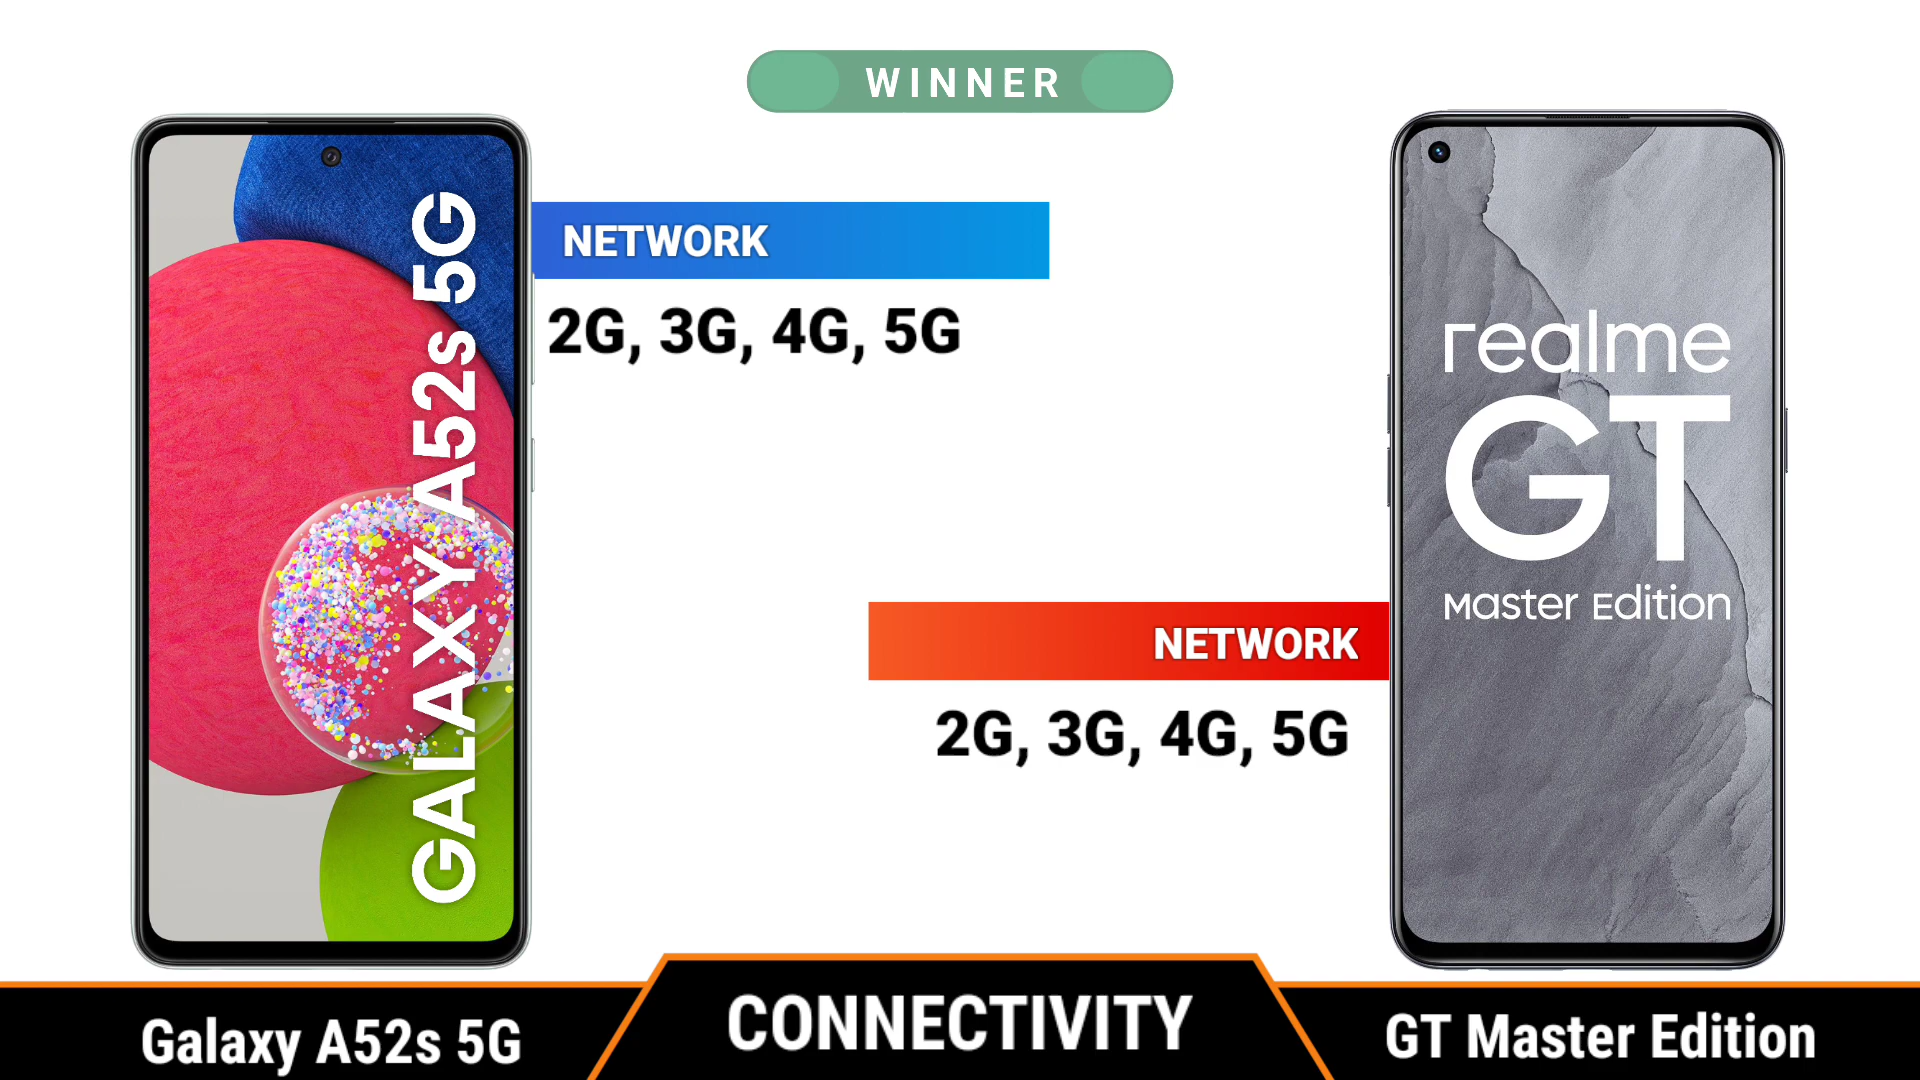 WINNER
GALAXY A52s 5G
NETWORK
2G, 3G, 4G, 5G
realme
GT
Master Edition
NETWORK
2G, 3G, 4G, 5G
Galaxy A52s 5G
CONNECTIVITY
GT Master Edition